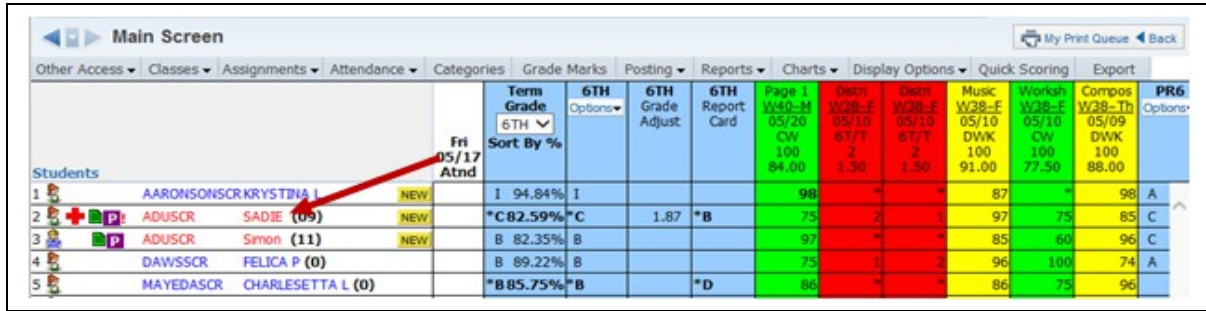 Main Screen My Print Queue Back
Other Access Classes Assignments Attendance Categories Grade Marks Posting Reports Charts Display Options Quick Scoring Export
Term 6TH 6TH 6TH Page 1 Distri Distri Music Worksh Compos PR6
Grade Options Grade Report W40-M W38-F W38-F W38-F W38-F W38-Th Options
6TH Adjust Card 05/20 05/10 05/10 05/10 05/10 05/09
Fri Sort By % CW 6T/T 6T/T DWK CW DWK
05/17 100 2 2 100 100 100
Students Atnd 84.00 1.50 1.50 91.00 77.50 88.00
1 AARONSONSCR KRYSTINA L NEW I 94.84% I 98 * * 87 * 98 A
2 P! ADUSCR SADIE (09) NEW *C 82.59% *C 1.87 *B 75 2 1 97 75 85 C
3 P ADUSCR Simon (11) NEW B 82.35% B 97 * * 85 60 96 C
4 DAWSSCR FELICA P (0) B 89.22% B 75 1 2 96 100 74 A
5 MAYEDASCR CHARLESETTA L (0) *B 85.75% *B *D 86 * * 86 75 96